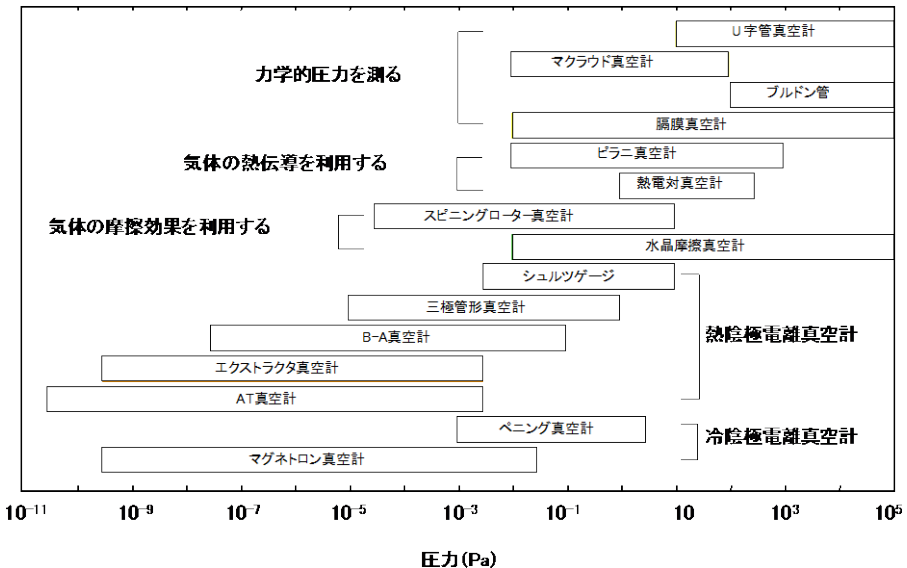 U字管真空計
マクラウド真空計
力学的圧力を測る
ブルドン管
膈膜真空計
ピラニ真空計
気体の熱伝導を利用する
熱電対真空計
スピニングローター真空計
気体の摩擦効果を利用する
水晶摩擦真空計
シュルツゲージ
三極管形真空計
熱陰極電離真空計
B-A真空計
エクストラクタ真空計
AT真空計
ペニング真空計
冷陰極電離真空計
マグネトロン真空計
10⁻¹¹ 10⁻⁹ 10⁻⁷ 10⁻⁵ 10⁻³ 10⁻¹ 10 10³ 10⁵
圧力(Pa)